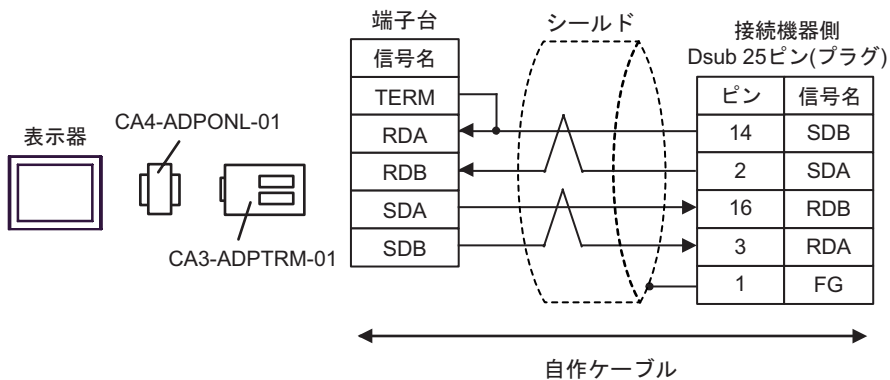 表示器
CA4-ADPONL-01
CA3-ADPTRM-01
端子台
信号名
TERM
RDA
RDB
SDA
SDB
シールド
接続機器側
Dsub 25ピン(プラグ)
ピン 信号名
14 SDB
2 SDA
16 RDB
3 RDA
1 FG
自作ケーブル